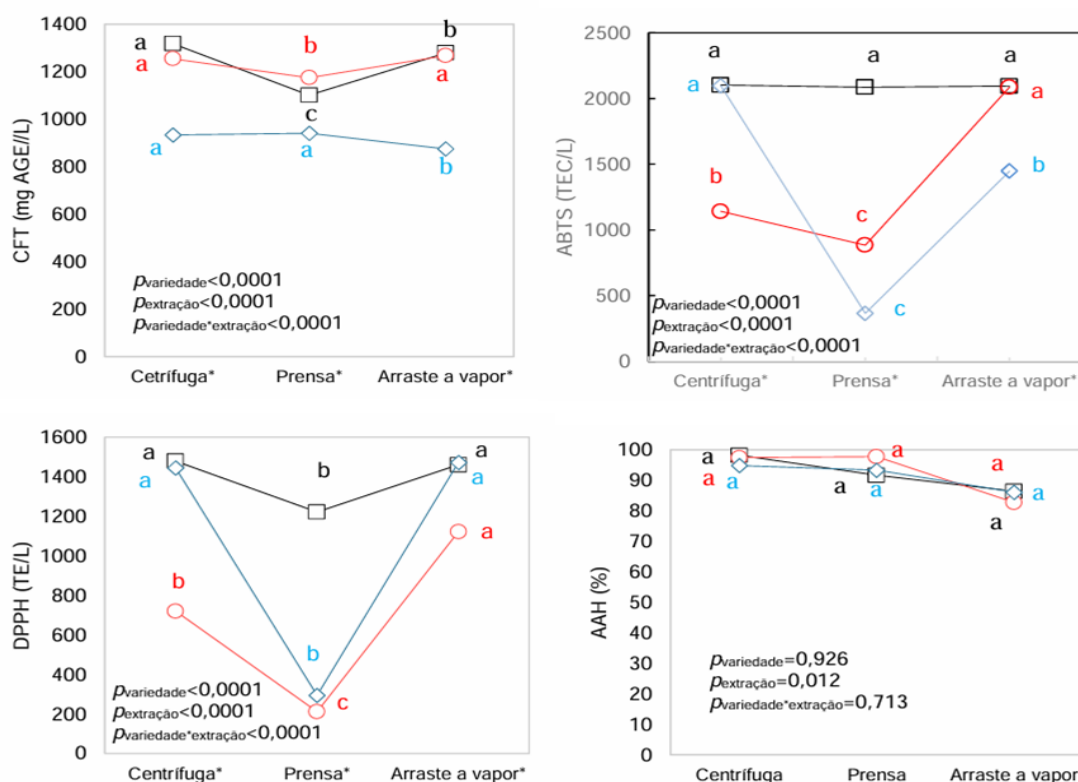 1400
1200
1000
800
600
400
200
0
CFT (mg AGE//L)
a
a
a
b
c
a
b
a
b
pvariedade<0,0001
pextração<0,0001
pvariedade*extração<0,0001
Cetrífuga* Prensa* Arraste a vapor*
2500
2000
1500
1000
500
0
ABTS (TEC/L)
a
a
a
a
a
b
c
b
c
pvariedade<0,0001
pextração<0,0001
pvariedade*extração<0,0001
Centrífuga* Prensa* Arraste a vapor*
1600
1400
1200
1000
800
600
400
200
0
DPPH (TE/L)
a
a
b
b
b
c
a
a
a
pvariedade<0,0001
pextração<0,0001
pvariedade*extração<0,0001
Centrífuga* Prensa* Arraste a vapor*
100
90
80
70
60
50
40
30
20
10
0
AAH (%)
a
a
a
a
a
a
a
a
a
pvariedade=0,926
pextração=0,012
pvariedade*extração=0,713
Centrífuga Prensa Arraste a vapor